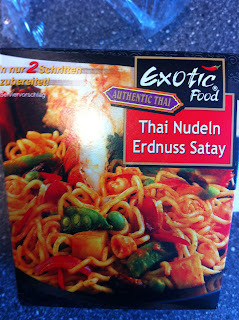 in nur 2 Schritten
zubereitet!
Serviervorschlag
EXOTIC
Food
®
AUTHENTIC THAI
Thai Nudeln
Erdnuss Satay